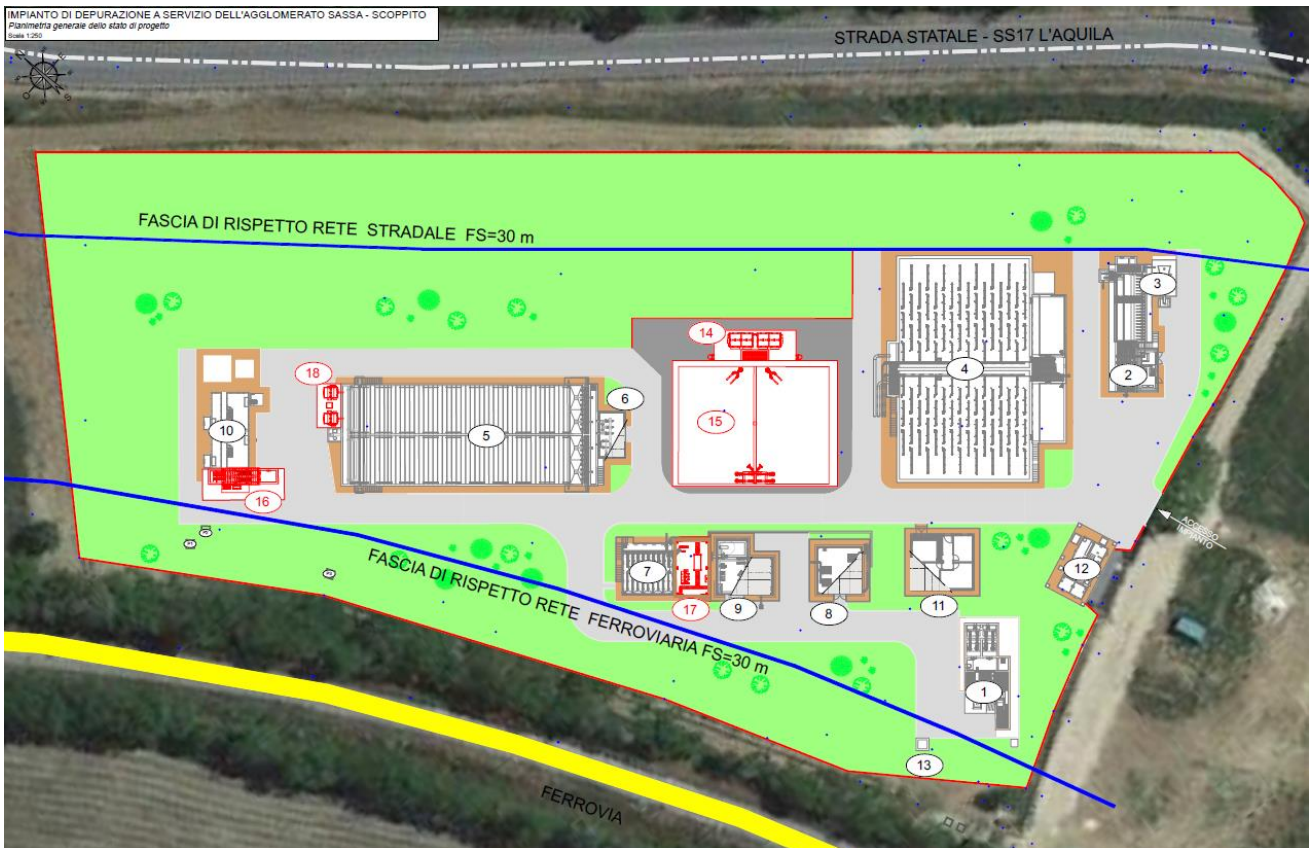 IMPIANTO DI DEPURAZIONE A SERVIZIO DELL'AGGLOMERATO SASSA - SCOPPITO
Planimetria generale dello stato di progetto
Scala 1:250
STRADA STATALE - SS17 L'AQUILA
FASCIA DI RISPETTO RETE STRADALE FS=30 m
3
14
2
4
18
6
15
10
5
16
ACCESSO
IMPIANTO
12
7
17
9
8
11
FASCIA DI RISPETTO RETE FERROVIARIA FS=30 m
1
13
FERROVIA